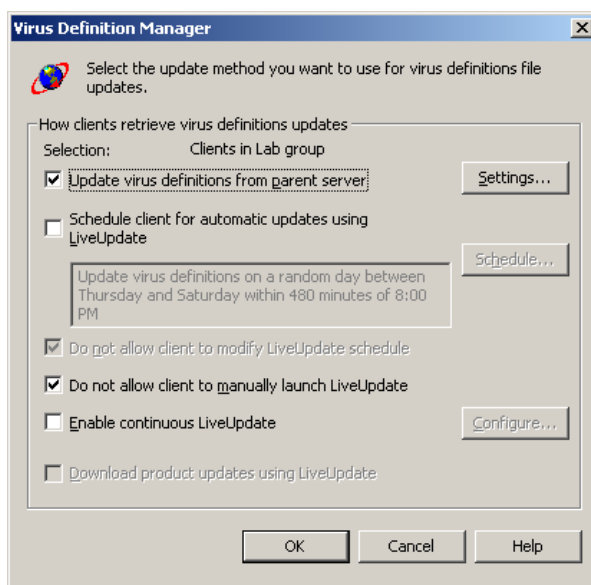 Virus Definition Manager
Select the update method you want to use for virus definitions file
updates.
How clients retrieve virus definitions updates
Selection: Clients in Lab group
Update virus definitions from parent server
Settings...
Schedule client for automatic updates using
LiveUpdate
Schedule...
Update virus definitions on a random day between
Thursday and Saturday within 480 minutes of 8:00
PM
Do not allow client to modify LiveUpdate schedule
Do not allow client to manually launch LiveUpdate
Enable continuous LiveUpdate
Configure...
Download product updates using LiveUpdate
OK Cancel Help